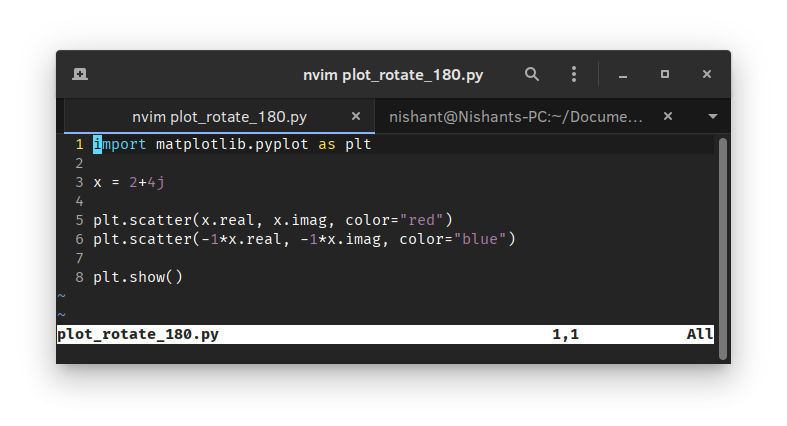 nvim plot_rotate_180.py
nvim plot_rotate_180.py × nishant@Nishants-PC:~/Docume... ×
1 import matplotlib.pyplot as plt
2
3 x = 2+4j
4
5 plt.scatter(x.real, x.imag, color="red")
6 plt.scatter(-1*x.real, -1*x.imag, color="blue")
7
8 plt.show()
~
~
plot_rotate_180.py 1,1 All